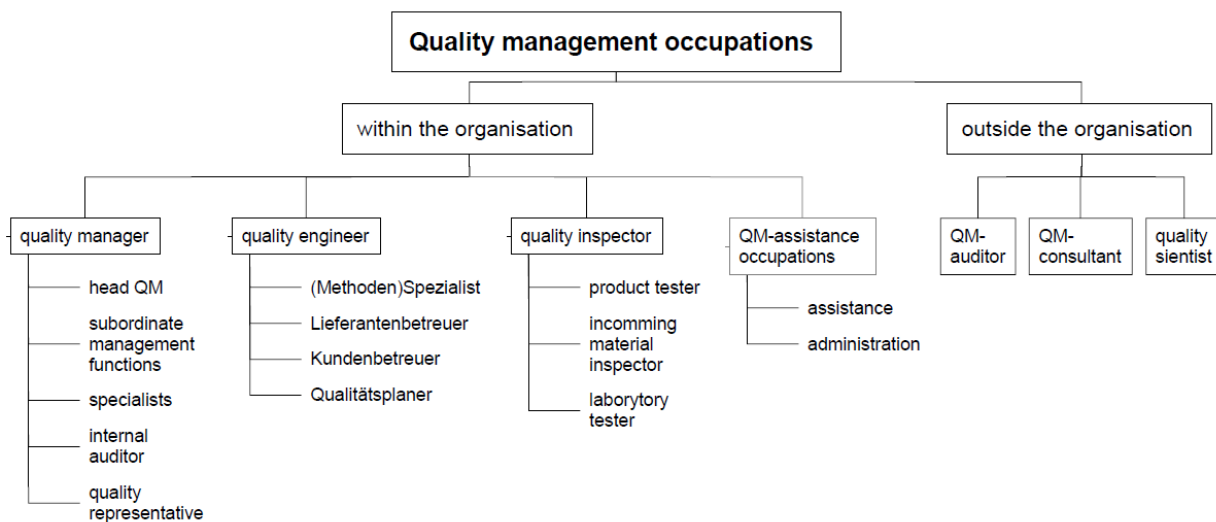 Quality management occupations
within the organisation
outside the organisation
quality manager
quality engineer
quality inspector
QM-assistance
occupations
QM-
auditor
QM-
consultant
quality
sientist
head QM
subordinate
management
functions
specialists
internal
auditor
quality
representative
(Methoden)Spezialist
Lieferantenbetreuer
Kundenbetreuer
Qualitätsplaner
product tester
incomming
material
inspector
laborytory
tester
assistance
administration